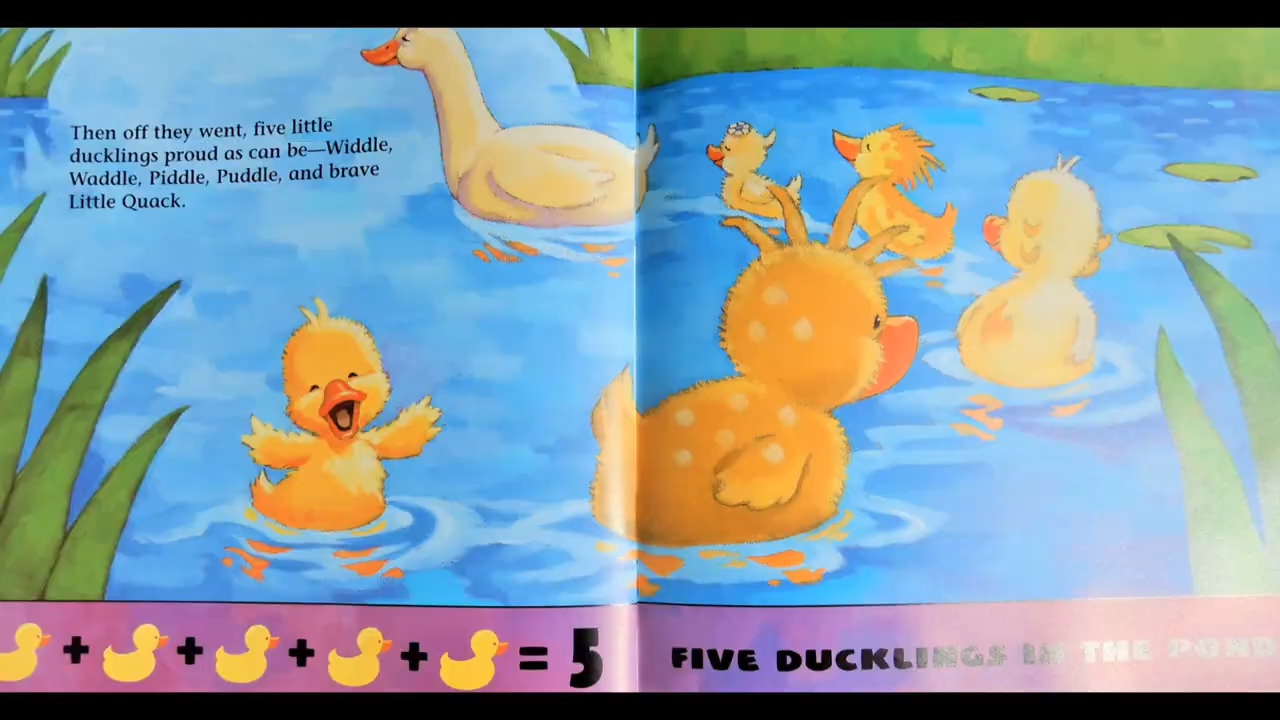 Then off they went, five little
ducklings proud as can be—Widdle,
Waddle, Piddle, Puddle, and brave
Little Quack.
+ + + + = 5
FIVE DUCKLINGS IN THE POND